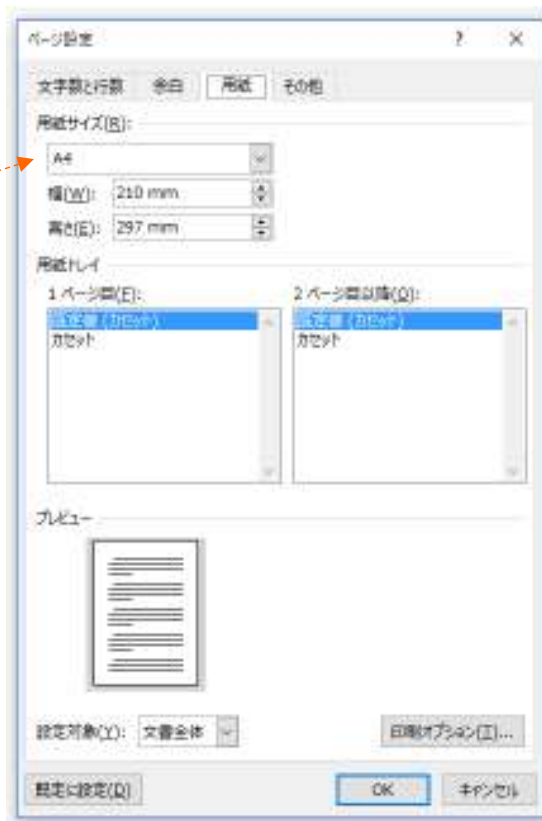 ページ設定 ? ×
文字数と行数 余白 用紙 その他
用紙サイズ(R):
A4
幅(W): 210 mm
高さ(E): 297 mm
用紙トレイ
1 ページ目(F): 2 ページ目以降(O):
既定値 (カセット) 既定値 (カセット)
カセット カセット
プレビュー
設定対象(Y): 文書全体 印刷オプション(T)...
既定に設定(D) OK キャンセル